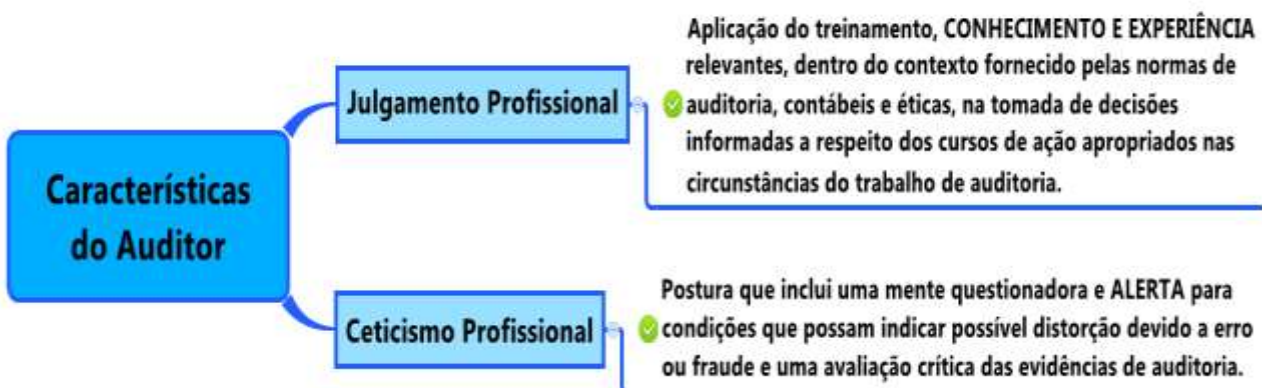 Características
do Auditor
Julgamento Profissional
Aplicação do treinamento, CONHECIMENTO E EXPERIÊNCIA
relevantes, dentro do contexto fornecido pelas normas de
auditoria, contábeis e éticas, na tomada de decisões
informadas a respeito dos cursos de ação apropriados nas
circunstâncias do trabalho de auditoria.
Ceticismo Profissional
Postura que inclui uma mente questionadora e ALERTA para
condições que possam indicar possível distorção devido a erro
ou fraude e uma avaliação crítica das evidências de auditoria.